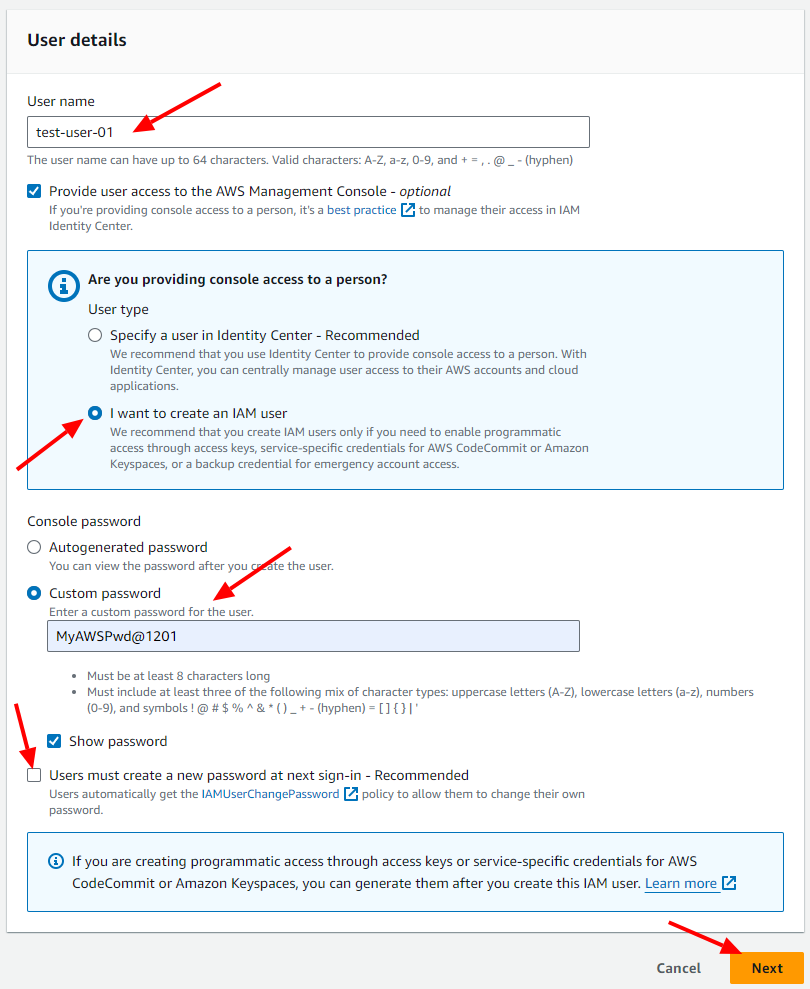 User details
User name
test-user-01
The user name can have up to 64 characters. Valid characters: A-Z, a-z, 0-9, and + = , . @ _ - (hyphen)
Provide user access to the AWS Management Console - optional
If you're providing console access to a person, it's a best practice to manage their access in IAM
Identity Center.
Are you providing console access to a person?
User type
Specify a user in Identity Center - Recommended
We recommend that you use Identity Center to provide console access to a person. With
Identity Center, you can centrally manage user access to their AWS accounts and cloud
applications.
I want to create an IAM user
We recommend that you create IAM users only if you need to enable programmatic
access through access keys, service-specific credentials for AWS CodeCommit or Amazon
Keyspaces, or a backup credential for emergency account access.
Console password
Autogenerated password
You can view the password after you create the user.
Custom password
Enter a custom password for the user.
MyAWSPwd@1201
• Must be at least 8 characters long
• Must include at least three of the following mix of character types: uppercase letters (A-Z), lowercase letters (a-z), numbers
(0-9), and symbols ! @ # $ % ^ & * ( ) _ + - (hyphen) = [ ] { } | '
Show password
Users must create a new password at next sign-in - Recommended
Users automatically get the IAMUserChangePassword policy to allow them to change their own
password.
If you are creating programmatic access through access keys or service-specific credentials for AWS
CodeCommit or Amazon Keyspaces, you can generate them after you create this IAM user. Learn more
Cancel Next